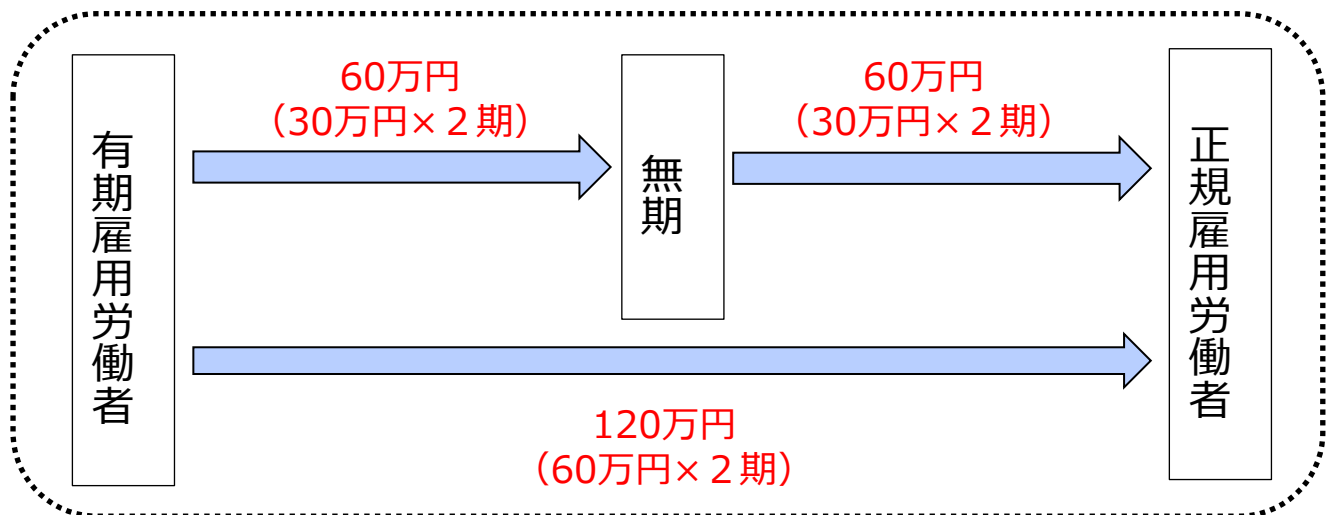 有期雇用労働者
60万円
（30万円×２期）
無期
60万円
（30万円×２期）
正規雇用労働者
120万円
（60万円×２期）